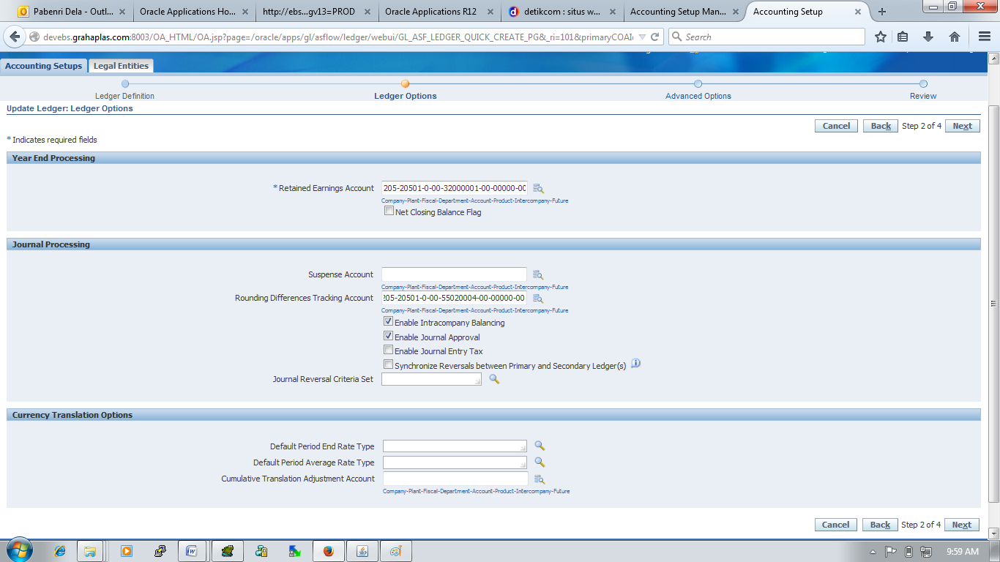 Pabenri Dela - Outl...
Oracle Applications Ho...
http://ebs...gv13=PROD
Oracle Applications R12
detikcom : situs w...
Accounting Setup Man...
Accounting Setup
devebs.grahaplas.com:8003/OA_HTML/OA.jsp?page=/oracle/apps/gl/asflow/ledger/webui/GL_ASF_LEDGER_QUICK_CREATE_PG&_ri=101&primaryCOAI
Search
Accounting Setups
Legal Entities
Ledger Definition
Ledger Options
Advanced Options
Review
Update Ledger: Ledger Options
Cancel
Back
Step 2 of 4
Next
* Indicates required fields
Year End Processing
* Retained Earnings Account
205-20501-0-00-32000001-00-00000-00
Company-Plant-Fiscal-Department-Account-Product-Intercompany-Future
Net Closing Balance Flag
Journal Processing
Suspense Account
Company-Plant-Fiscal-Department-Account-Product-Intercompany-Future
Rounding Differences Tracking Account
205-20501-0-00-55020004-00-00000-00
Company-Plant-Fiscal-Department-Account-Product-Intercompany-Future
Enable Intracompany Balancing
Enable Journal Approval
Enable Journal Entry Tax
Synchronize Reversals between Primary and Secondary Ledger(s)
Journal Reversal Criteria Set
Currency Translation Options
Default Period End Rate Type
Default Period Average Rate Type
Cumulative Translation Adjustment Account
Company-Plant-Fiscal-Department-Account-Product-Intercompany-Future
Cancel
Back
Step 2 of 4
Next
9:59 AM